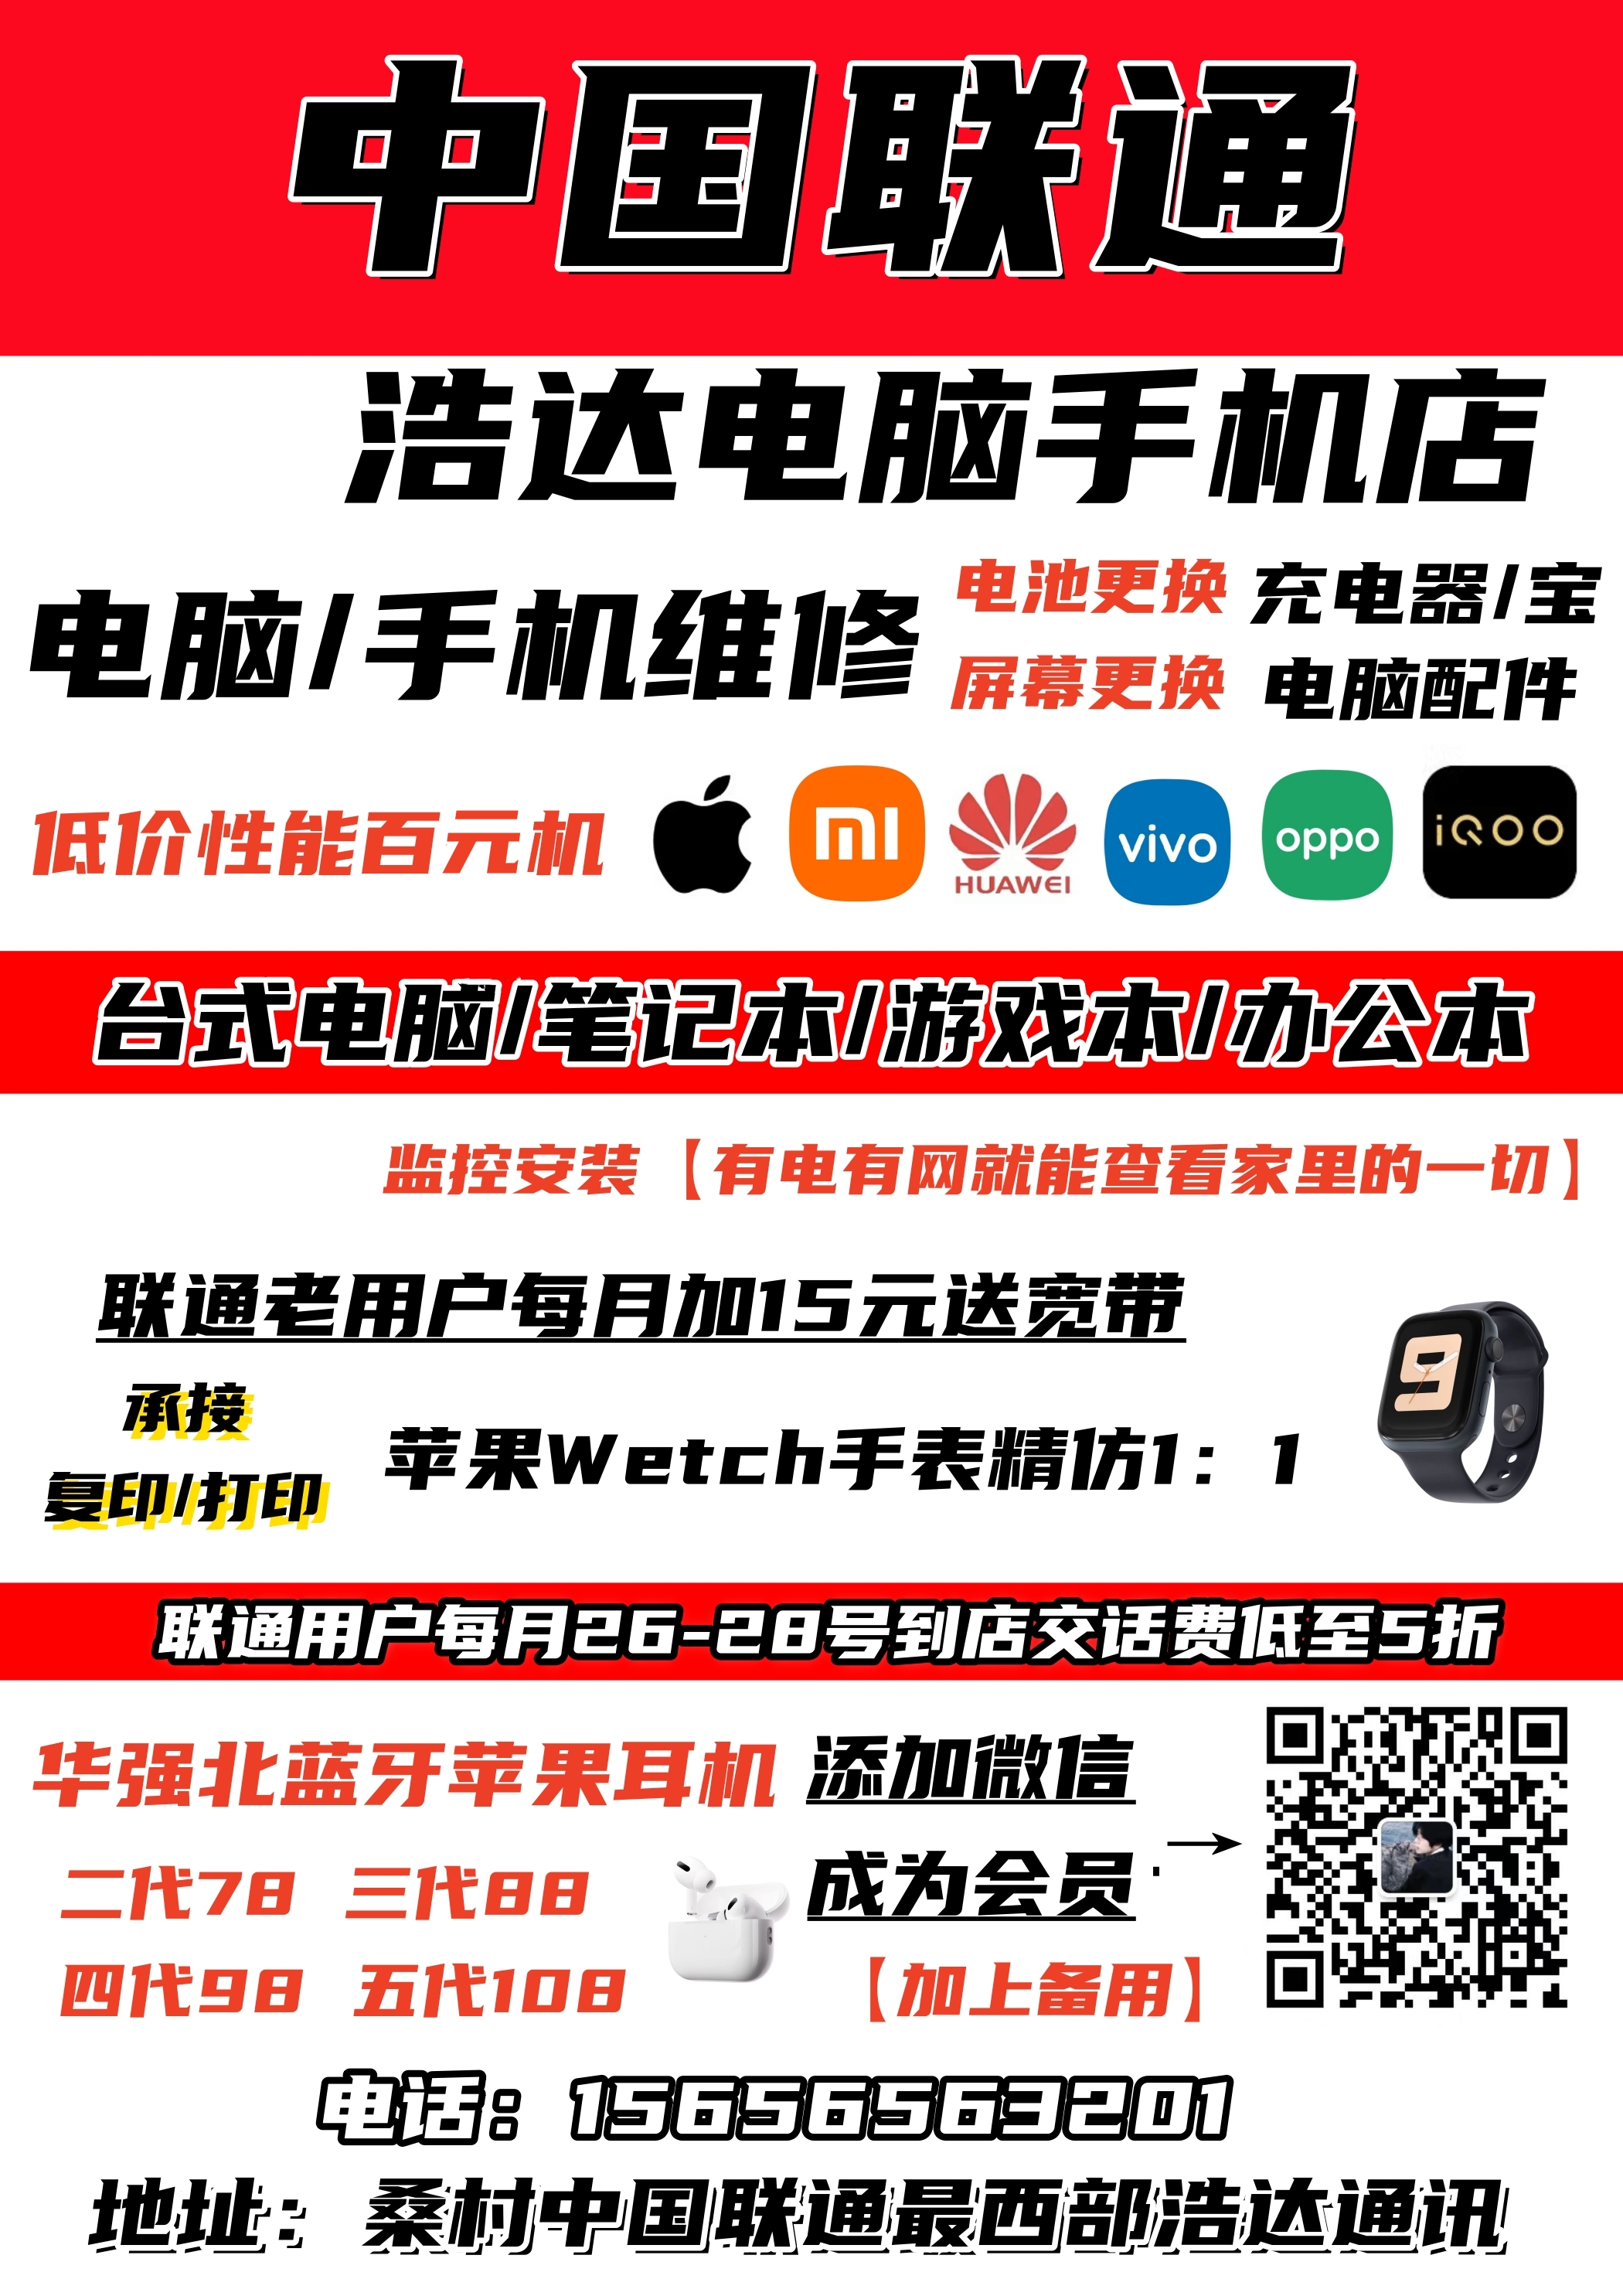 中国联通
浩达电脑手机店
电脑/手机维修
电池更换 充电器/宝
屏幕更换 电脑配件
低价性能百元机
mi
HUAWEI
vivo
oppo
iQOO
台式电脑/笔记本/游戏本/办公本
监控安装【有电有网就能查看家里的一切】
联通老用户每月加15元送宽带
承接
复印/打印
苹果Wetch手表精仿1：1
9
联通用户每月26-28号到店交话费低至5折
华强北蓝牙苹果耳机
二代78 三代88
四代98 五代108
添加微信
成为会员
【加上备用】
电话：15656563201
地址：桑村中国联通最西部浩达通讯